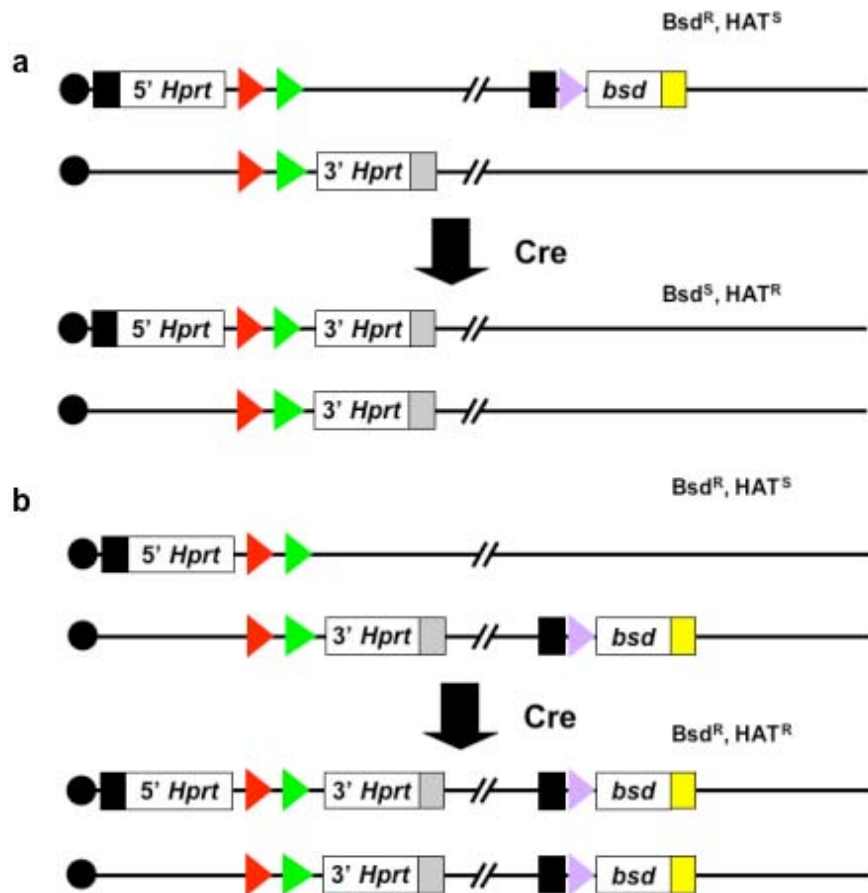 Bsd^R, HAT^S
a
5' Hprt bsd
3' Hprt
Cre
Bsd^S, HAT^R
5' Hprt 3' Hprt
3' Hprt
Bsd^R, HAT^S
b
5' Hprt
3' Hprt bsd
Cre
Bsd^R, HAT^R
5' Hprt 3' Hprt bsd
3' Hprt bsd